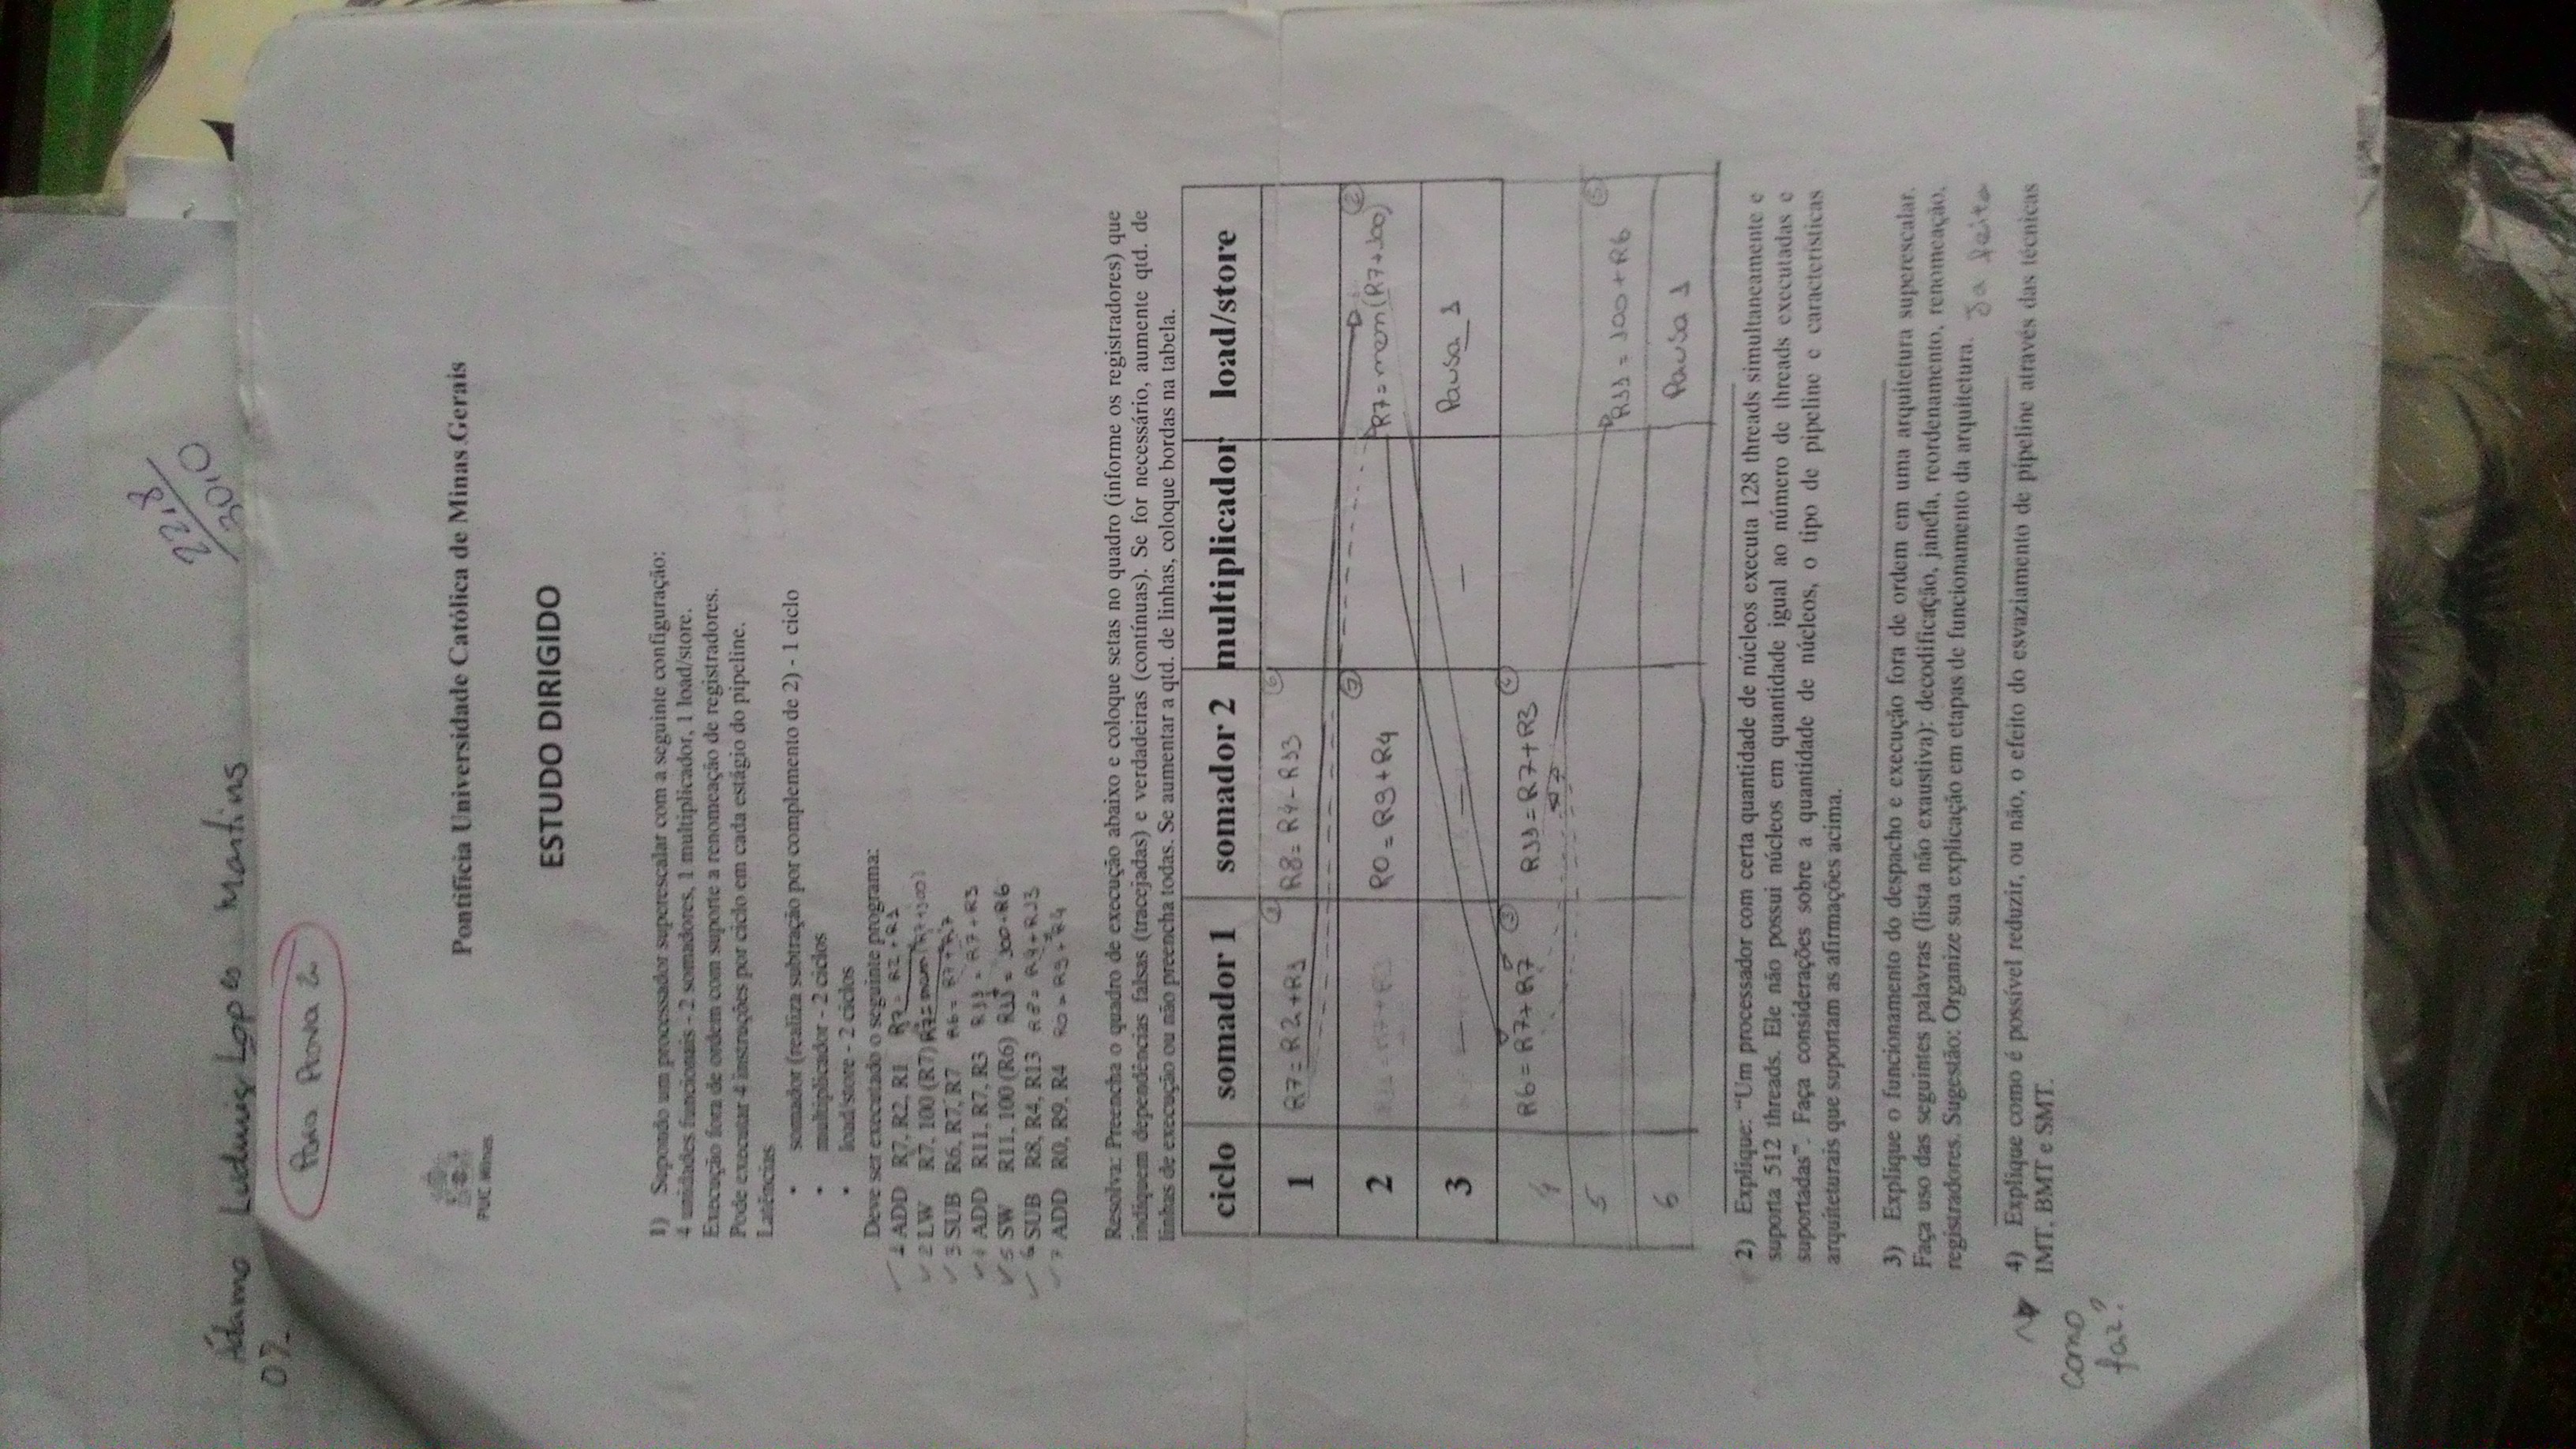 22,8
30,0
Ádamo Ludwig Lopes Martins
07.
Para Prova 2
PUC Minas
Pontifícia Universidade Católica de Minas Gerais
ESTUDO DIRIGIDO
1) Supondo um processador superescalar com a seguinte configuração:
4 unidades funcionais - 2 somadores, 1 multiplicador, 1 load/store.
Execução fora de ordem com suporte a renomeação de registradores.
Pode executar 4 instruções por ciclo em cada estágio do pipeline.
Latências
• somador (realiza subtração por complemento de 2) - 1 ciclo
• multiplicador - 2 ciclos
• load/store - 2 ciclos
Deve ser executado o seguinte programa:
1 ADD R7, R2, R1 R7 = R2 + R1
2 LW R7, 100 (R7) R7 = mem (R7+100)
3 SUB R6, R7, R7 R6 =
4 ADD R11, R7, R3 R11 = R7 + R3
5 SW R11, 100 (R6) R11 = 100 + R6
6 SUB R8, R4, R13 R8 = R4 - R13
7 ADD R0, R9, R4 R0 = R9 + R4
Resolva: Preencha o quadro de execução abaixo e coloque setas no quadro (informe os registradores) que
indiquem dependências falsas (tracejadas) e verdadeiras (contínuas). Se for necessário, aumente qtd. de
linhas de execução ou não preencha todas. Se aumentar a qtd. de linhas, coloque bordas na tabela.
ciclo somador 1 somador 2 multiplicador load/store
1 R7 = R2 + R1 R8 = R4 - R13
2 R0 = R9 + R4 R7 = mem (R7+100)
3 — — — Pausa 1
4 R6 = R7 + R7 R11 = R7 + R3
5 R11 = 100 + R6
6 Pausa 1
2) Explique: "Um processador com certa quantidade de núcleos executa 128 threads simultaneamente e
suporta 512 threads. Ele não possui núcleos em quantidade igual ao número de threads executadas e
suportadas". Faça considerações sobre a quantidade de núcleos, o tipo de pipeline e características
arquiteturais que suportam as afirmações acima.
3) Explique o funcionamento do despacho e execução fora de ordem em uma arquitetura superescalar.
Faça uso das seguintes palavras (lista não exaustiva): decodificação, janela, reordenamento, renomeação,
registradores. Sugestão: Organize sua explicação em etapas de funcionamento da arquitetura. Já feita
4) Explique como é possível reduzir, ou não, o efeito do esvaziamento de pipeline através das técnicas
IMT, BMT e SMT.
como
faz?